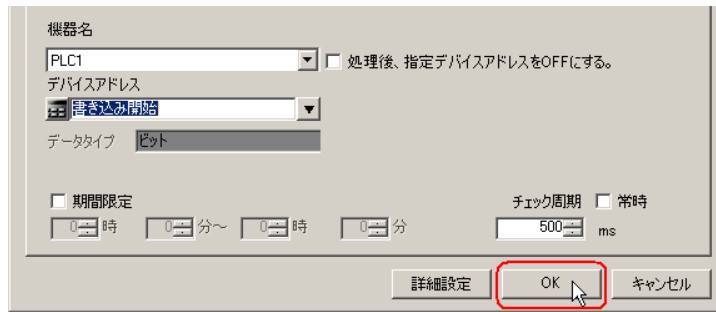 機器名
PLC1
処理後、指定デバイスアドレスをOFFにする。
デバイスアドレス
書き込み開始
データタイプ ビット
期間限定 チェック周期 常時
0 時 0 分～ 0 時 0 分 500 ms
詳細設定 OK キャンセル